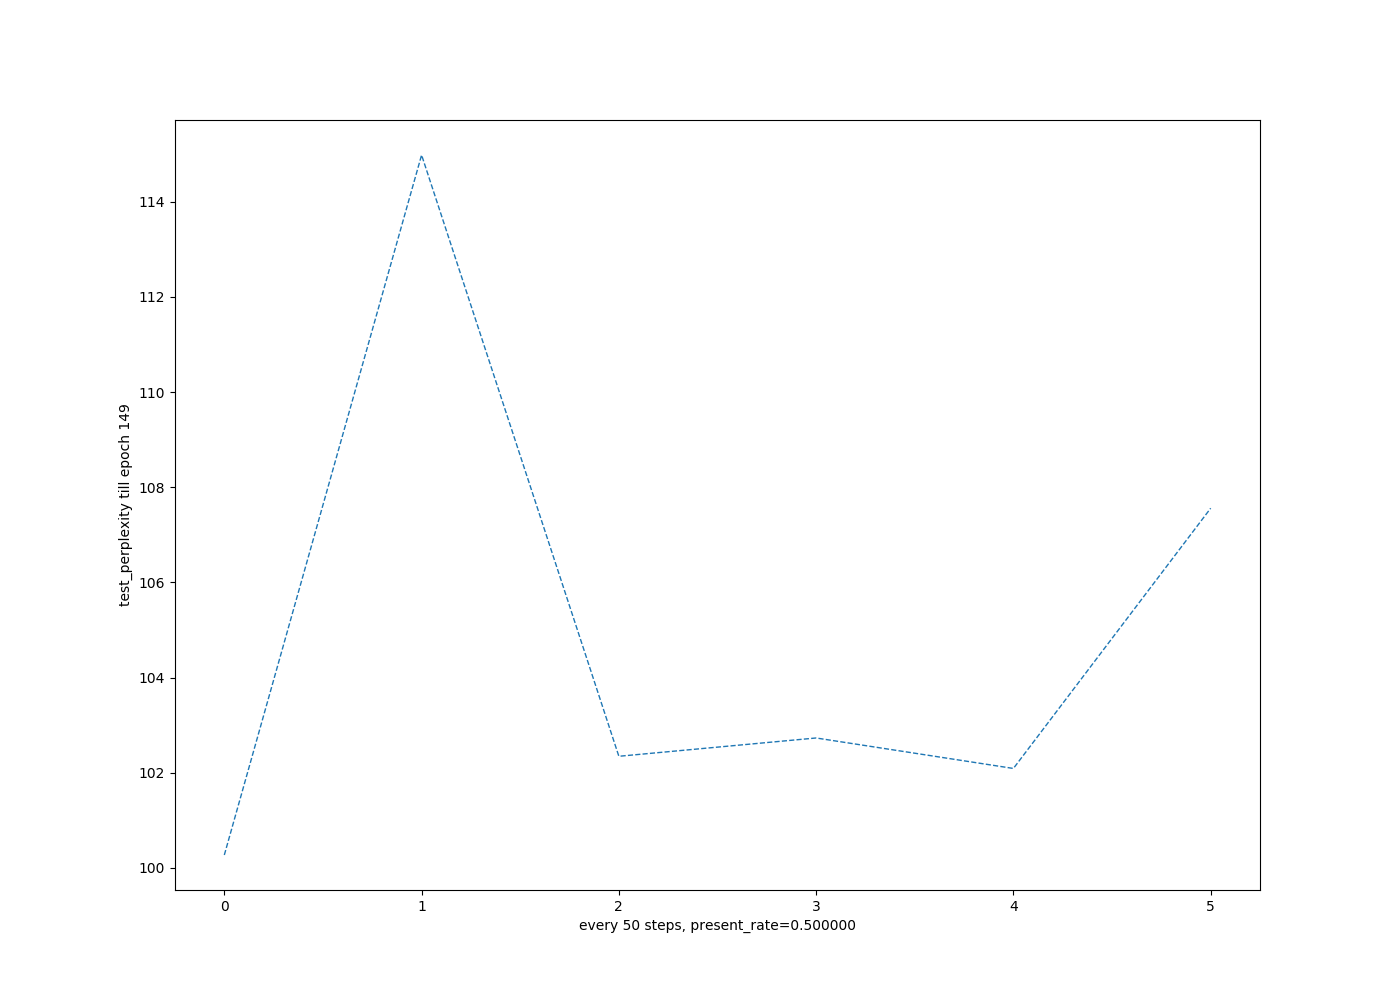 114
112
110
108
106
104
102
100
test_perplexity till epoch 149
0 1 2 3 4 5
every 50 steps, present_rate=0.500000